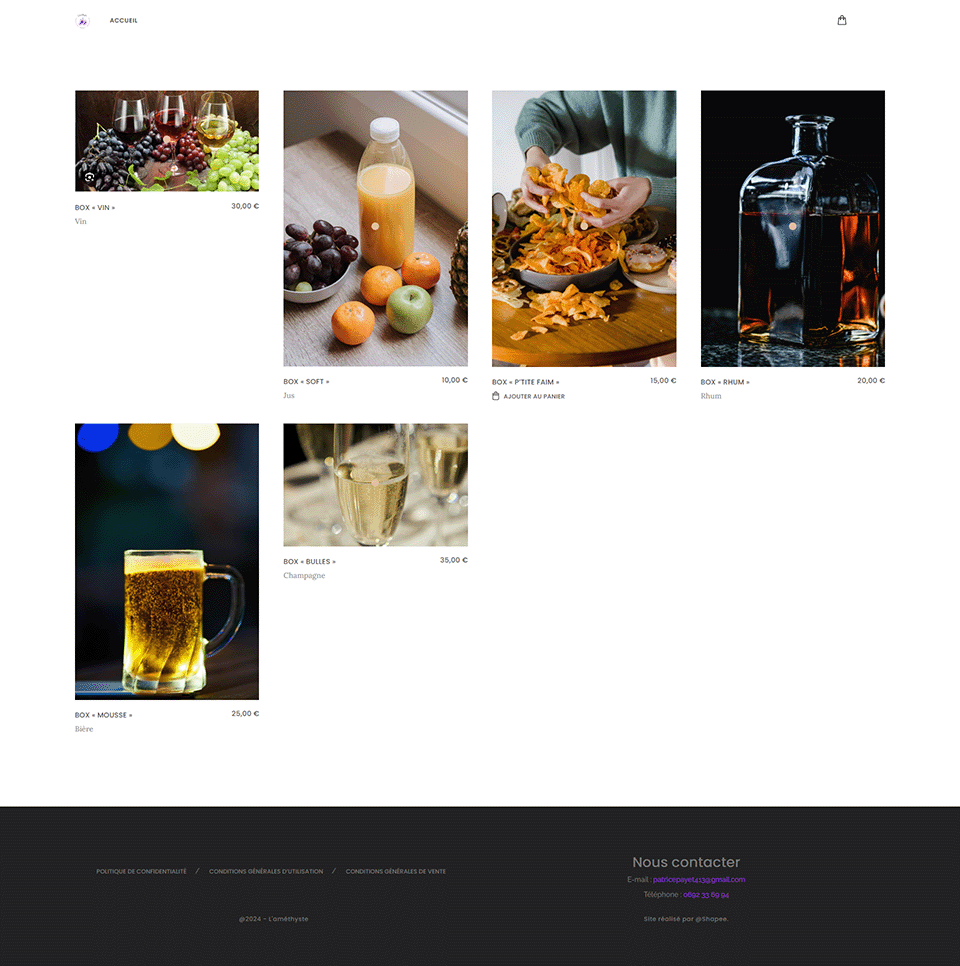 ACCUEIL
BOX « VIN » 30,00 €
Vin
BOX « SOFT » 10,00 €
Jus
BOX « P'TITE FAIM » 15,00 €
AJOUTER AU PANIER
BOX « RHUM » 20,00 €
Rhum
BOX « MOUSSE » 25,00 €
Bière
BOX « BULLES » 35,00 €
Champagne
POLITIQUE DE CONFIDENTIALITÉ / CONDITIONS GÉNÉRALES D'UTILISATION / CONDITIONS GÉNÉRALES DE VENTE
@2024 - L'améthyste
Nous contacter
E-mail : patricepayet413@gmail.com
Téléphone : 0892 33 69 94
Site réalisé par @Shapee.